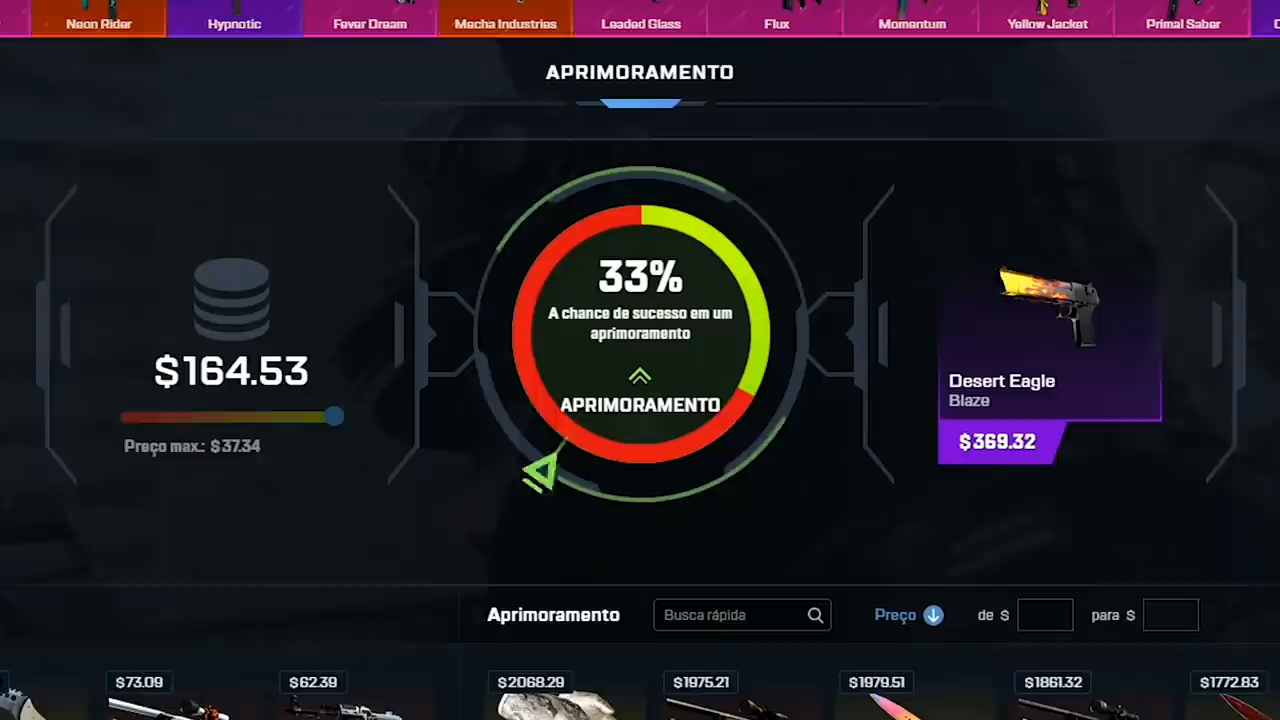 Neon Rider
Hypnotic
Fever Dream
Mecha Industries
Leaded Glass
Flux
Momentum
Yellow Jacket
Primal Saber
APRIMORAMENTO
33%
A chance de sucesso em um
aprimoramento
APRIMORAMENTO
$164.53
Preço max.: $37.34
Desert Eagle
Blaze
$369.32
Aprimoramento
Busca rápida
Preço
de $
para $
$73.09
$62.39
$2068.29
$1975.21
$1979.51
$1861.32
$1772.83